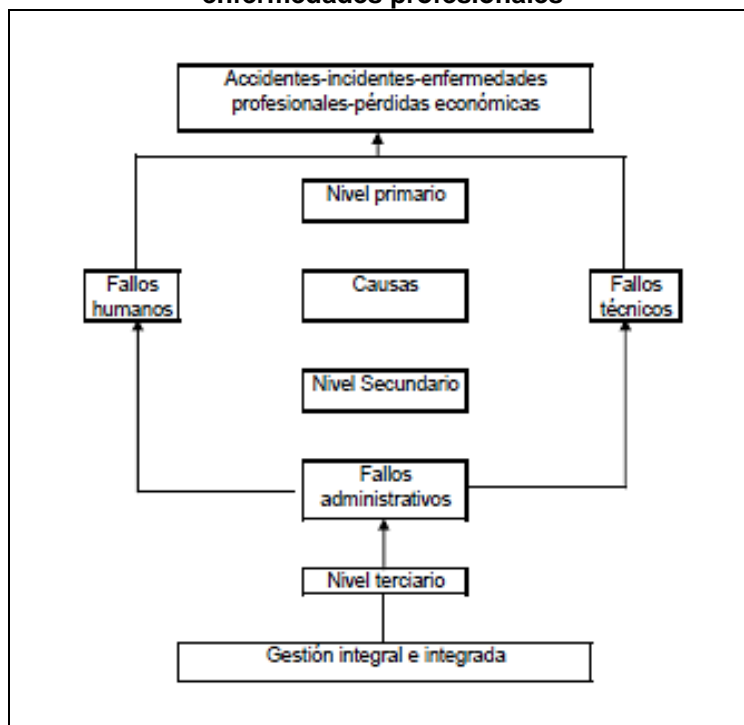 enfermedades profesionales
Accidentes-incidentes-enfermedades
profesionales-pérdidas económicas
Nivel primario
Fallos
humanos
Causas
Fallos
técnicos
Nivel Secundario
Fallos
administrativos
Nivel terciario
Gestión integral e integrada